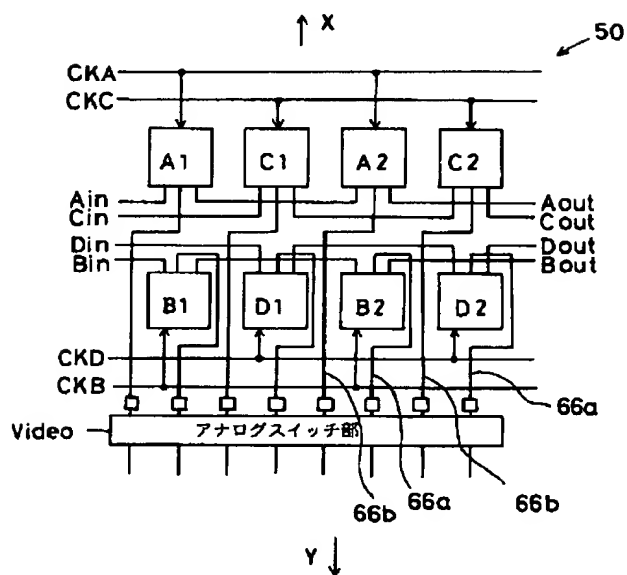 X
50
CKA
CKC
A1 C1 A2 C2
Ain Aout
Cin Cout
Din Dout
Bin Bout
B1 D1 B2 D2
CKD
CKB
66a
Video アナログスイッチ部
66b 66a 66b
Y